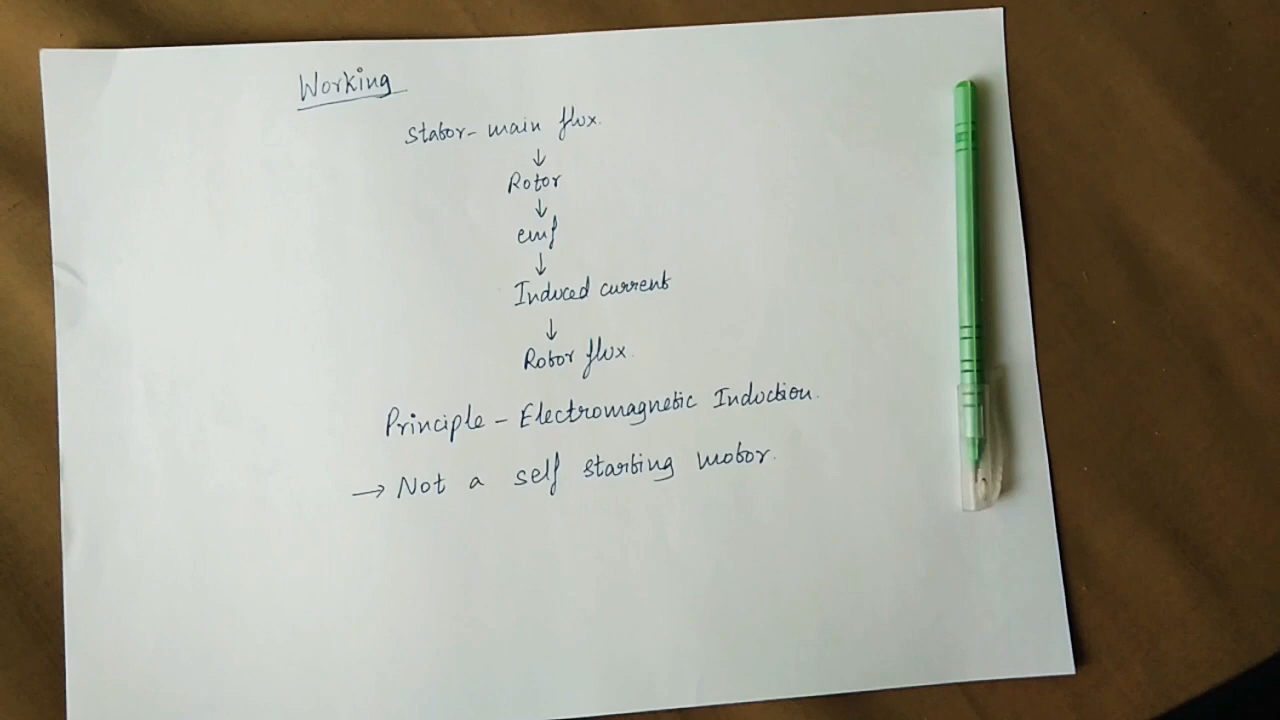 Working
Stator - main flux.
↓
Rotor
↓
emf
↓
Induced current
↓
Rotor flux.
Principle - Electromagnetic Induction.
→ Not a self starting motor.